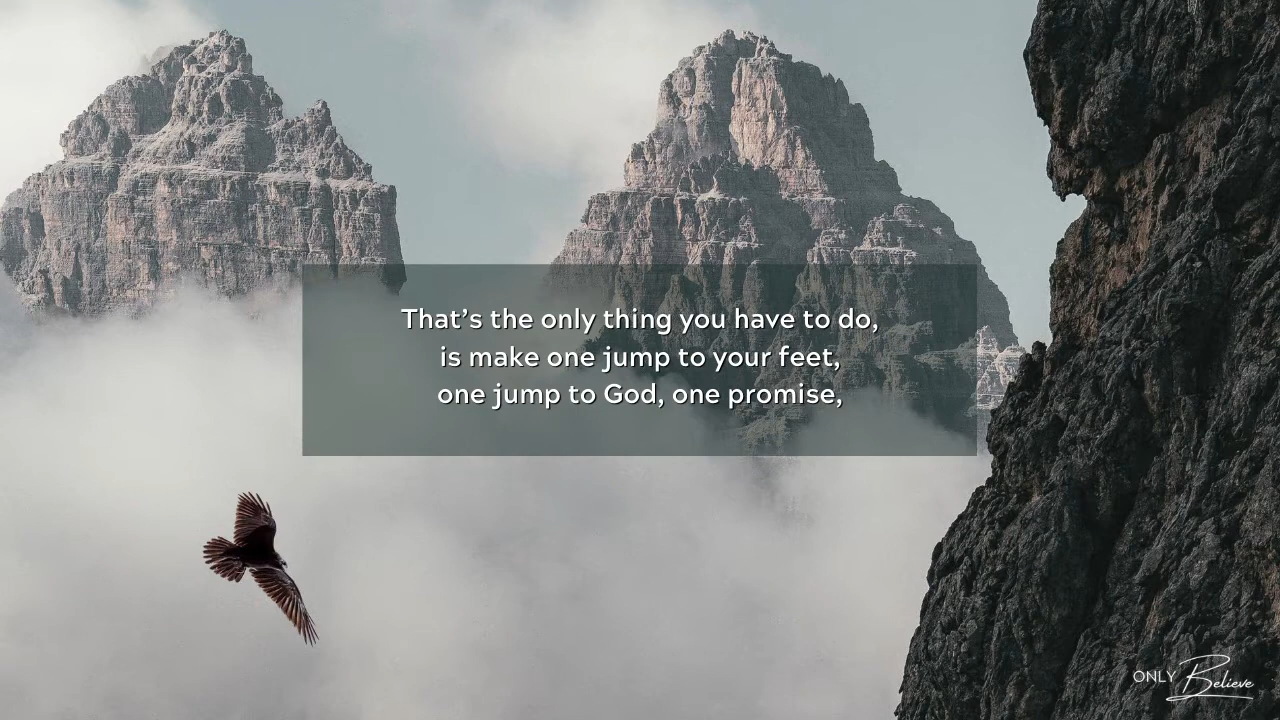 That’s the only thing you have to do,
is make one jump to your feet,
one jump to God, one promise,
ONLY Believe